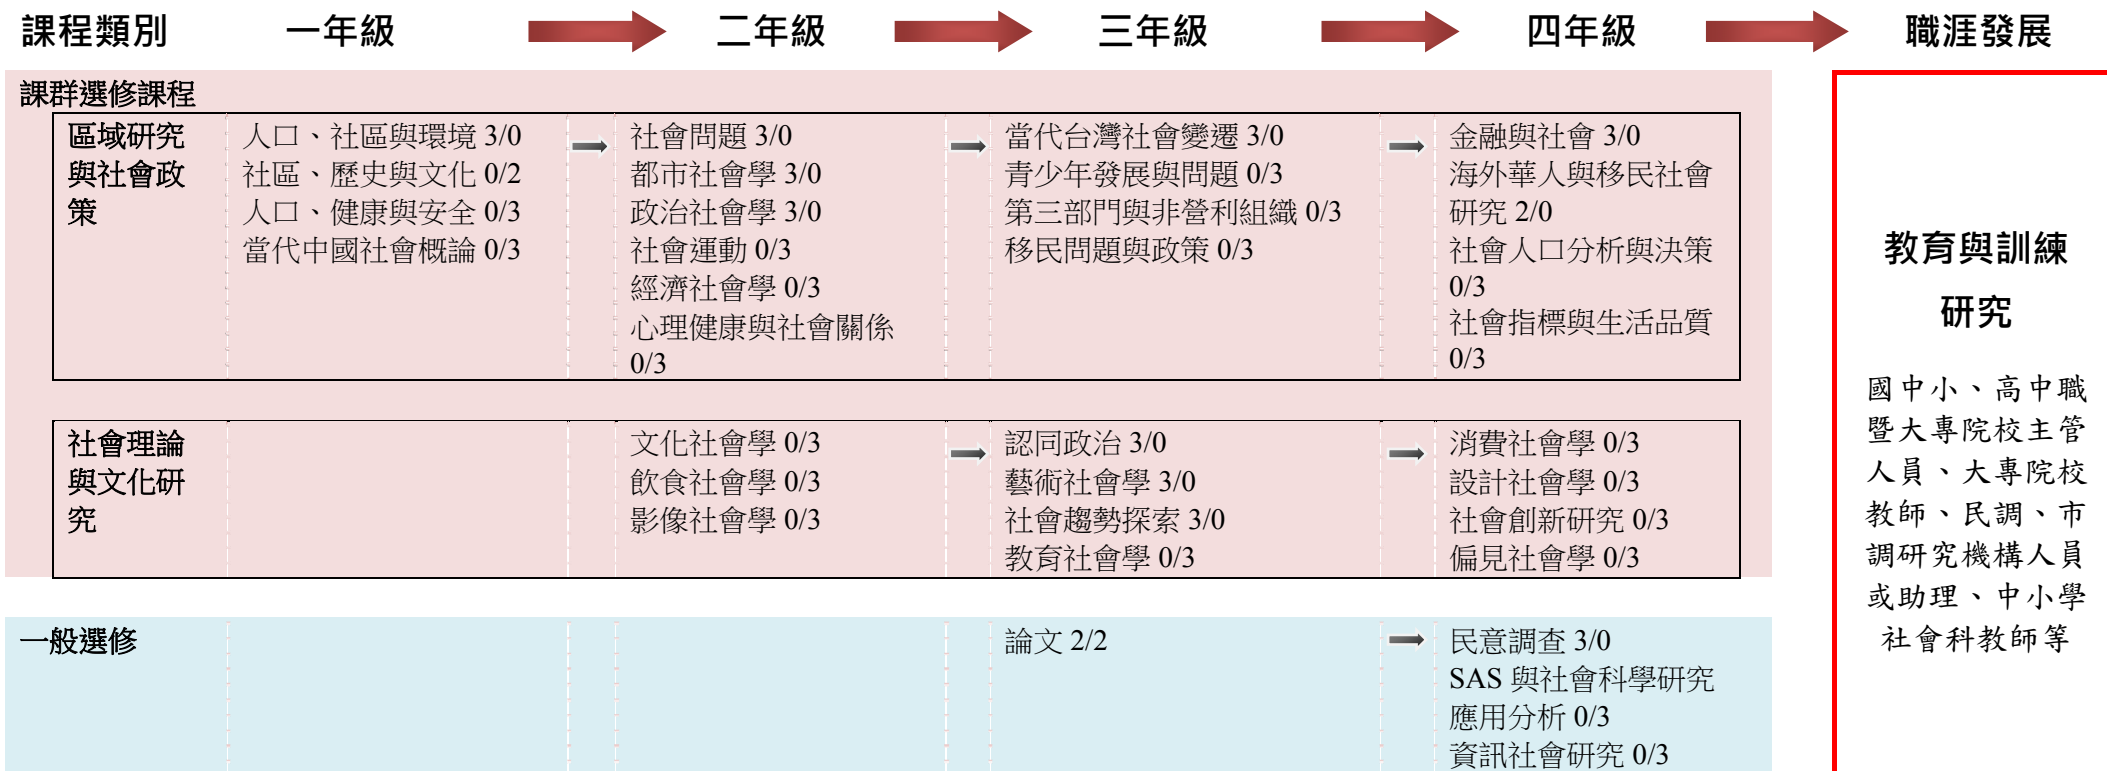 課程類別 一年級 二年級 三年級 四年級 職涯發展
課群選修課程
區域研究
與社會政
策
人口、社區與環境 3/0
社區、歷史與文化 0/2
人口、健康與安全 0/3
當代中國社會概論 0/3
社會問題 3/0
都市社會學 3/0
政治社會學 3/0
社會運動 0/3
經濟社會學 0/3
心理健康與社會關係
0/3
當代台灣社會變遷 3/0
青少年發展與問題 0/3
第三部門與非營利組織 0/3
移民問題與政策 0/3
金融與社會 3/0
海外華人與移民社會
研究 2/0
社會人口分析與決策
0/3
社會指標與生活品質
0/3
社會理論
與文化研
究
文化社會學 0/3
飲食社會學 0/3
影像社會學 0/3
認同政治 3/0
藝術社會學 3/0
社會趨勢探索 3/0
教育社會學 0/3
消費社會學 0/3
設計社會學 0/3
社會創新研究 0/3
偏見社會學 0/3
一般選修
論文 2/2
民意調查 3/0
SAS 與社會科學研究
應用分析 0/3
資訊社會研究 0/3
教育與訓練
研究
國中小、高中職
暨大專院校主管
人員、大專院校
教師、民調、市
調研究機構人員
或助理、中小學
社會科教師等